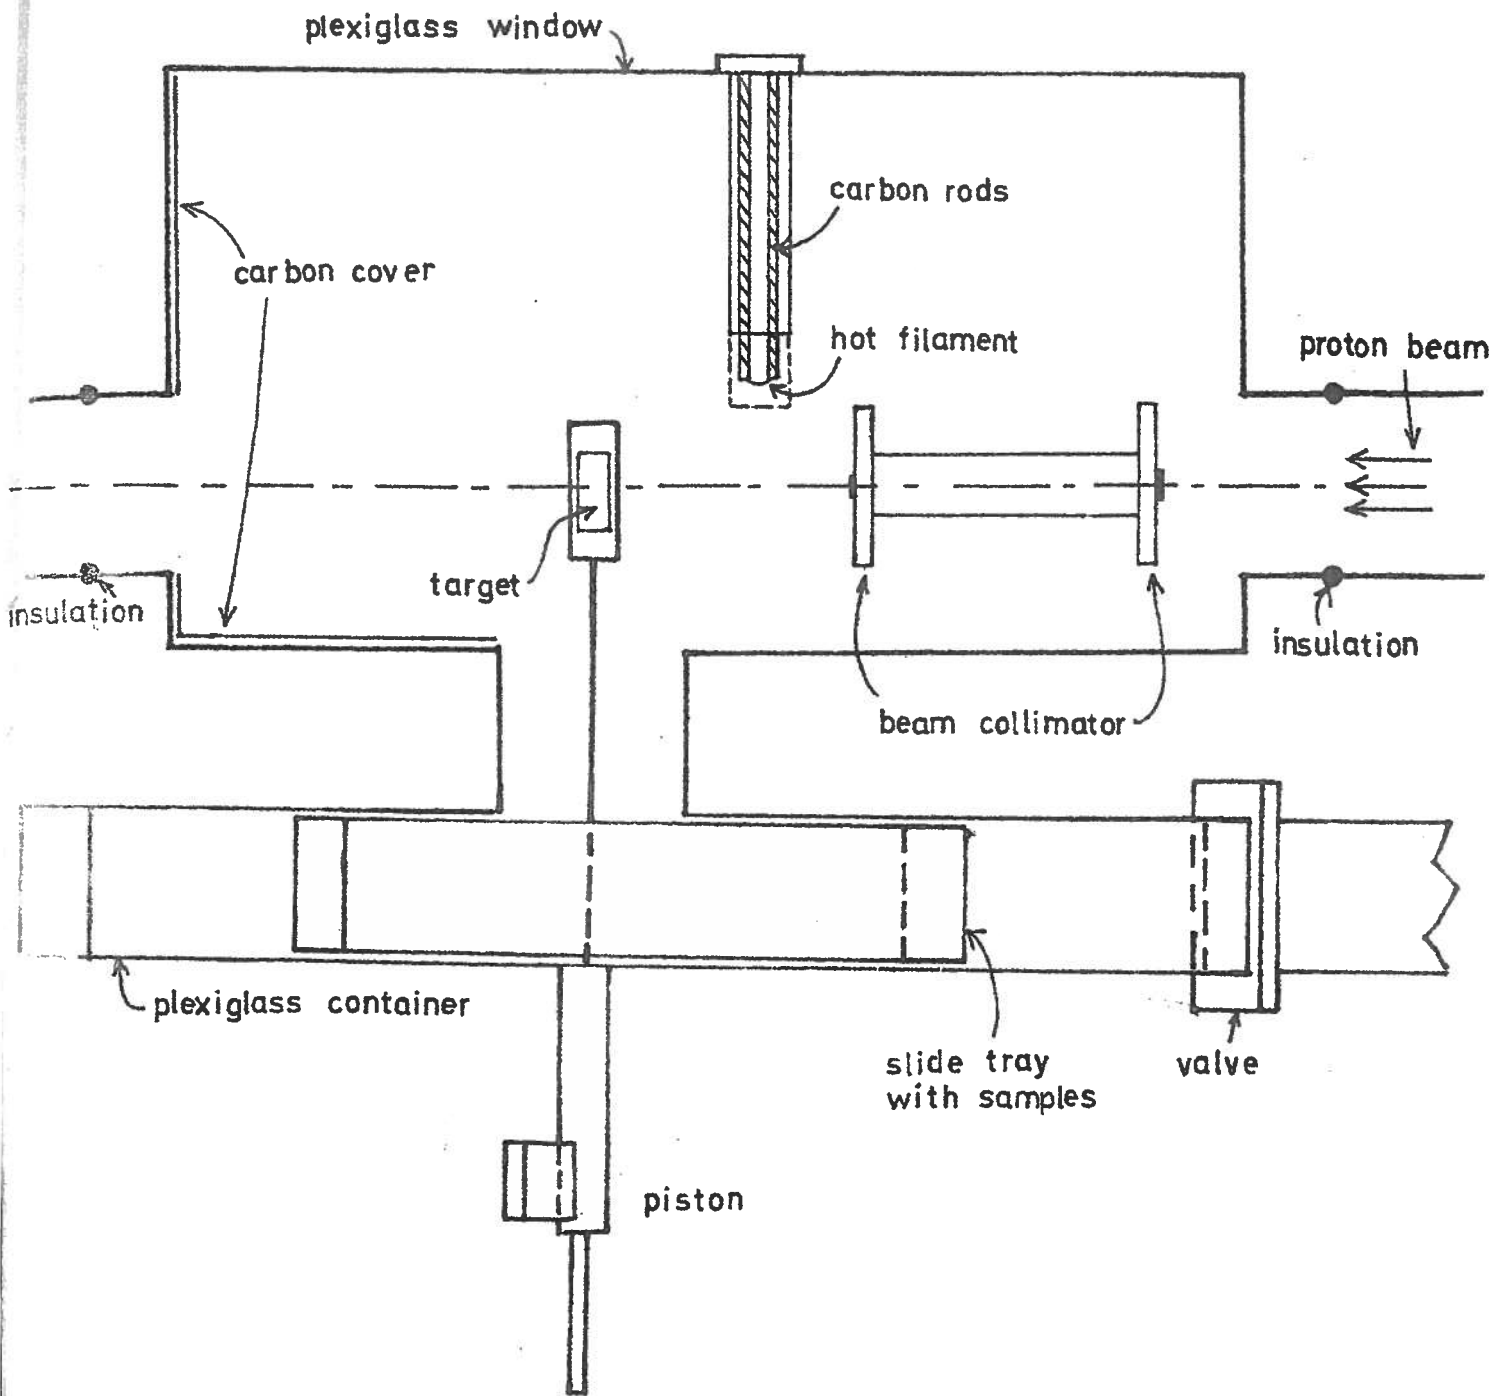 plexiglass window
carbon rods
carbon cover
hot filament
proton beam
target
insulation
insulation
beam collimator
plexiglass container
slide tray
with samples
valve
piston